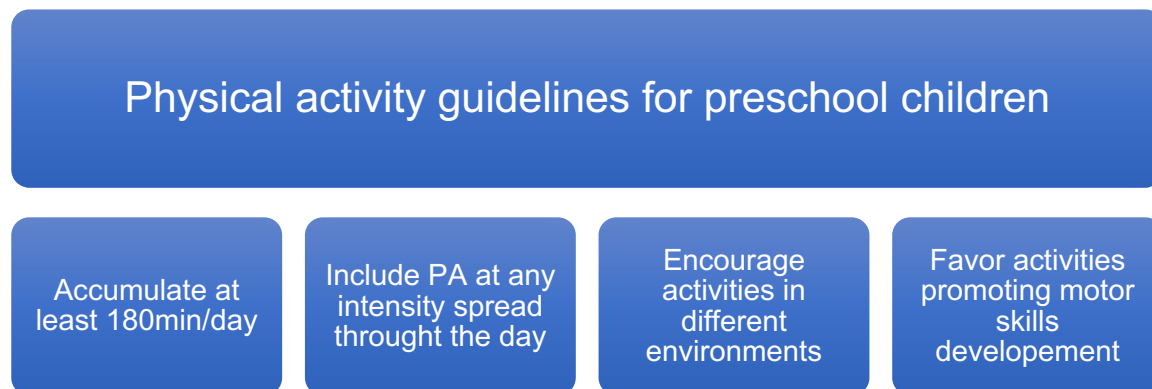 Physical activity guidelines for preschool children
Accumulate at
least 180min/day
Include PA at any
intensity spread
throught the day
Encourage
activities in
different
environments
Favor activities
promoting motor
skills
developement